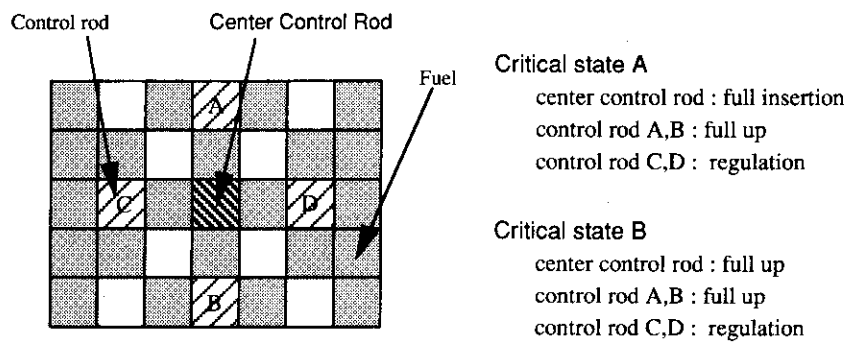 Control rod
Center Control Rod
Fuel
A
C
D
B
Critical state A
center control rod : full insertion
control rod A,B : full up
control rod C,D : regulation
Critical state B
center control rod : full up
control rod A,B : full up
control rod C,D : regulation